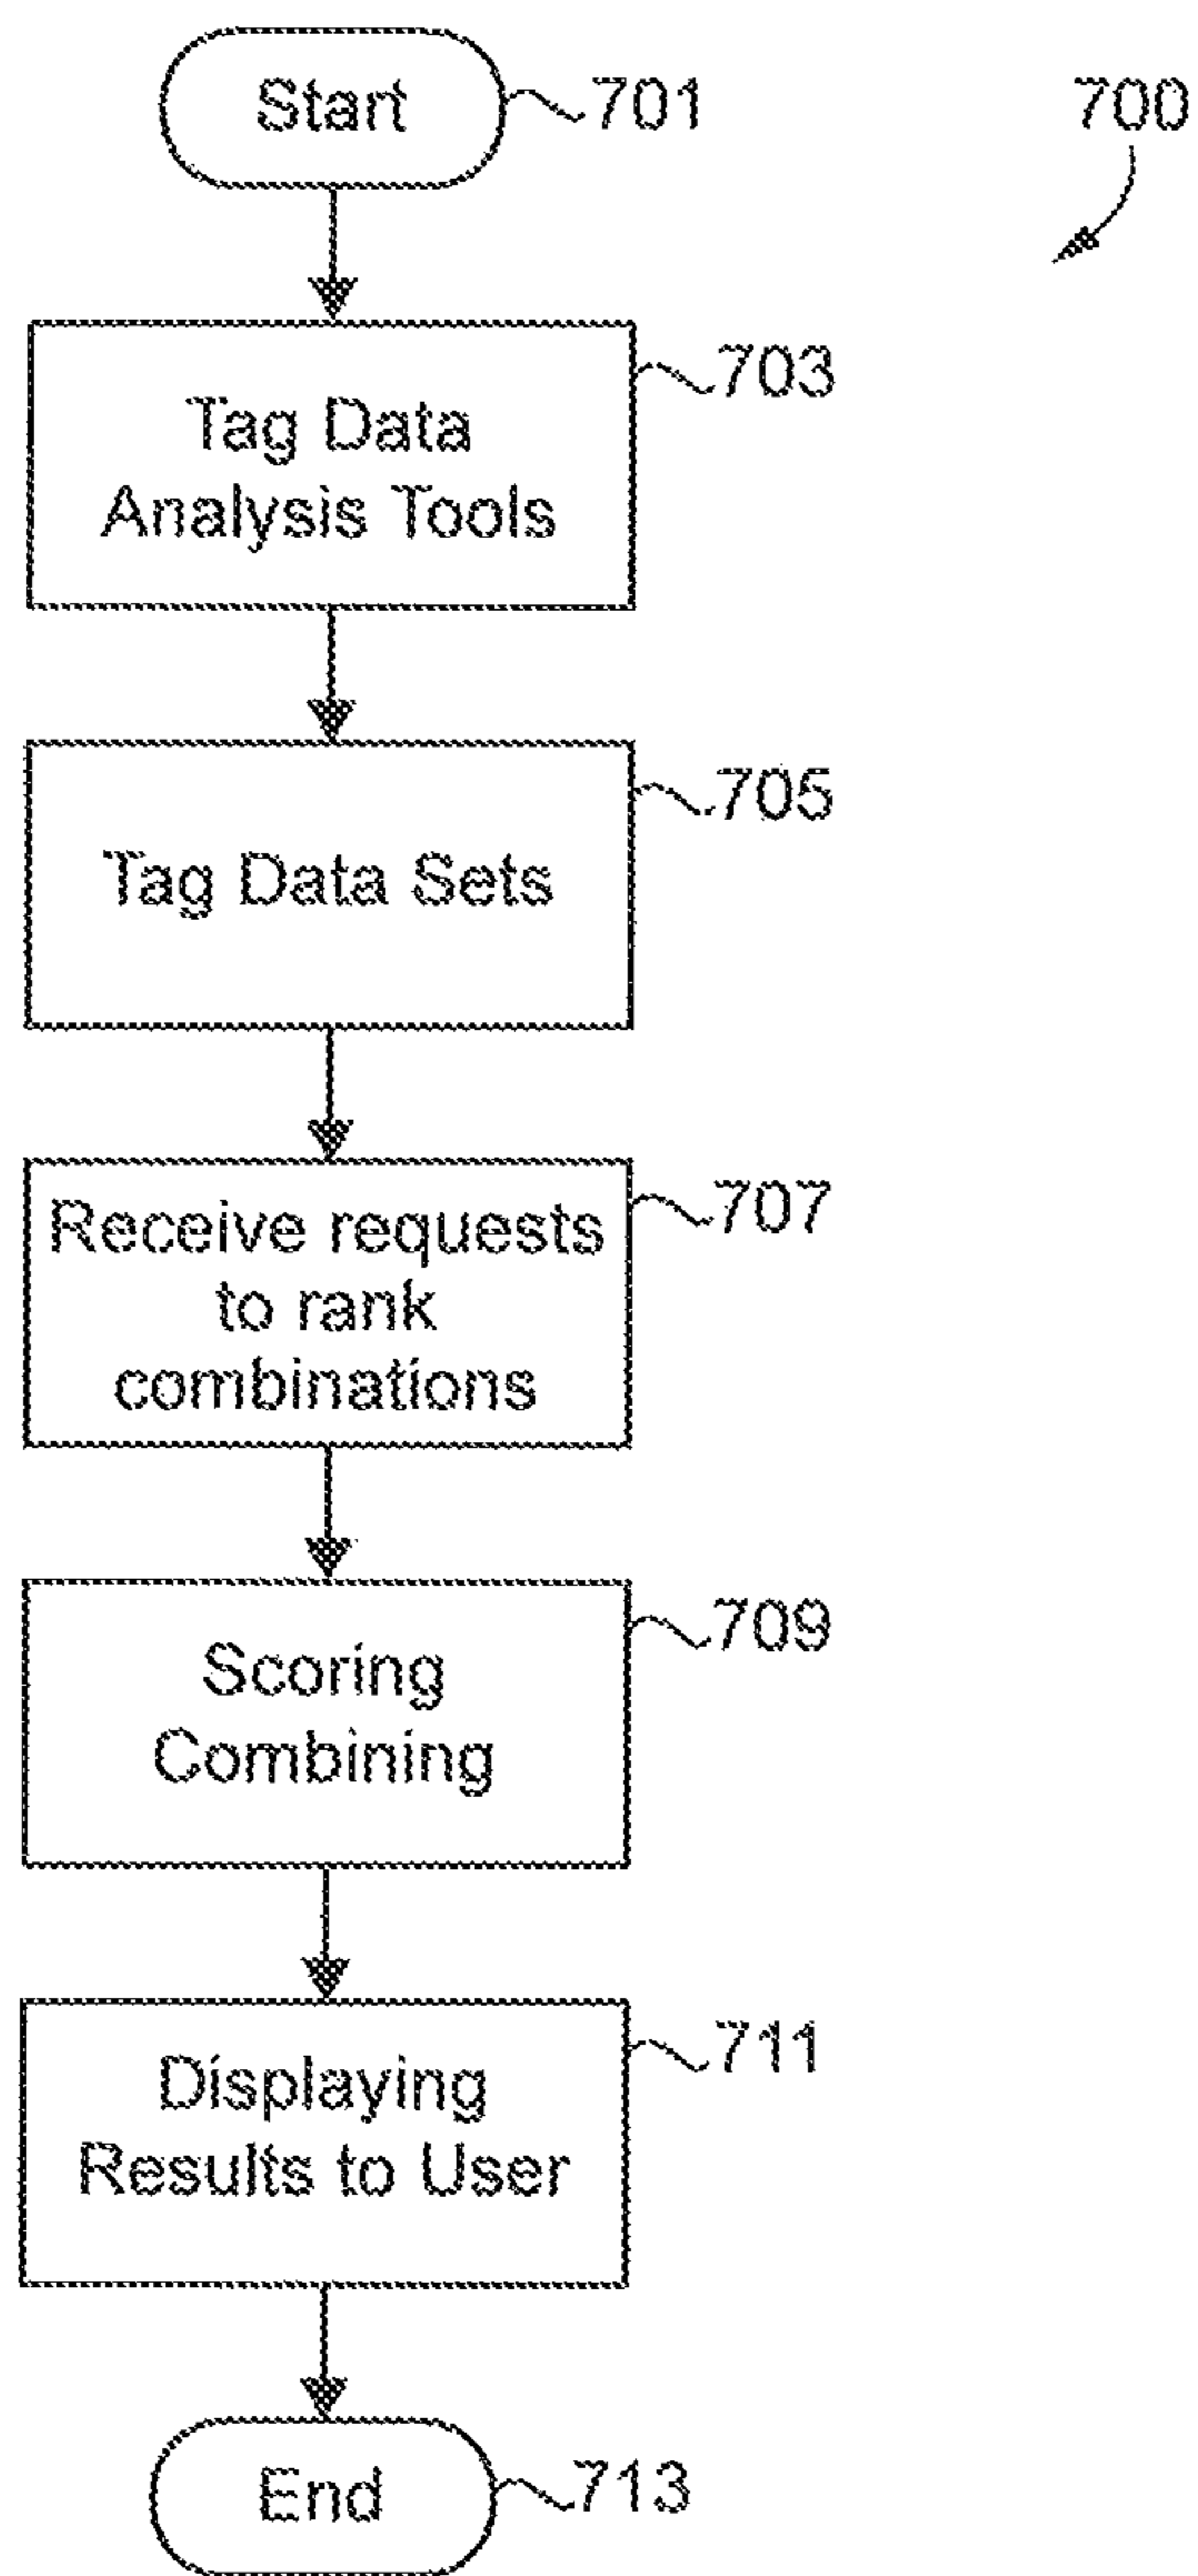 Start
701
700
Tag Data
Analysis Tools
703
Tag Data Sets
705
Receive requests
to rank
combinations
707
Scoring
Combining
709
Displaying
Results to User
711
End
713